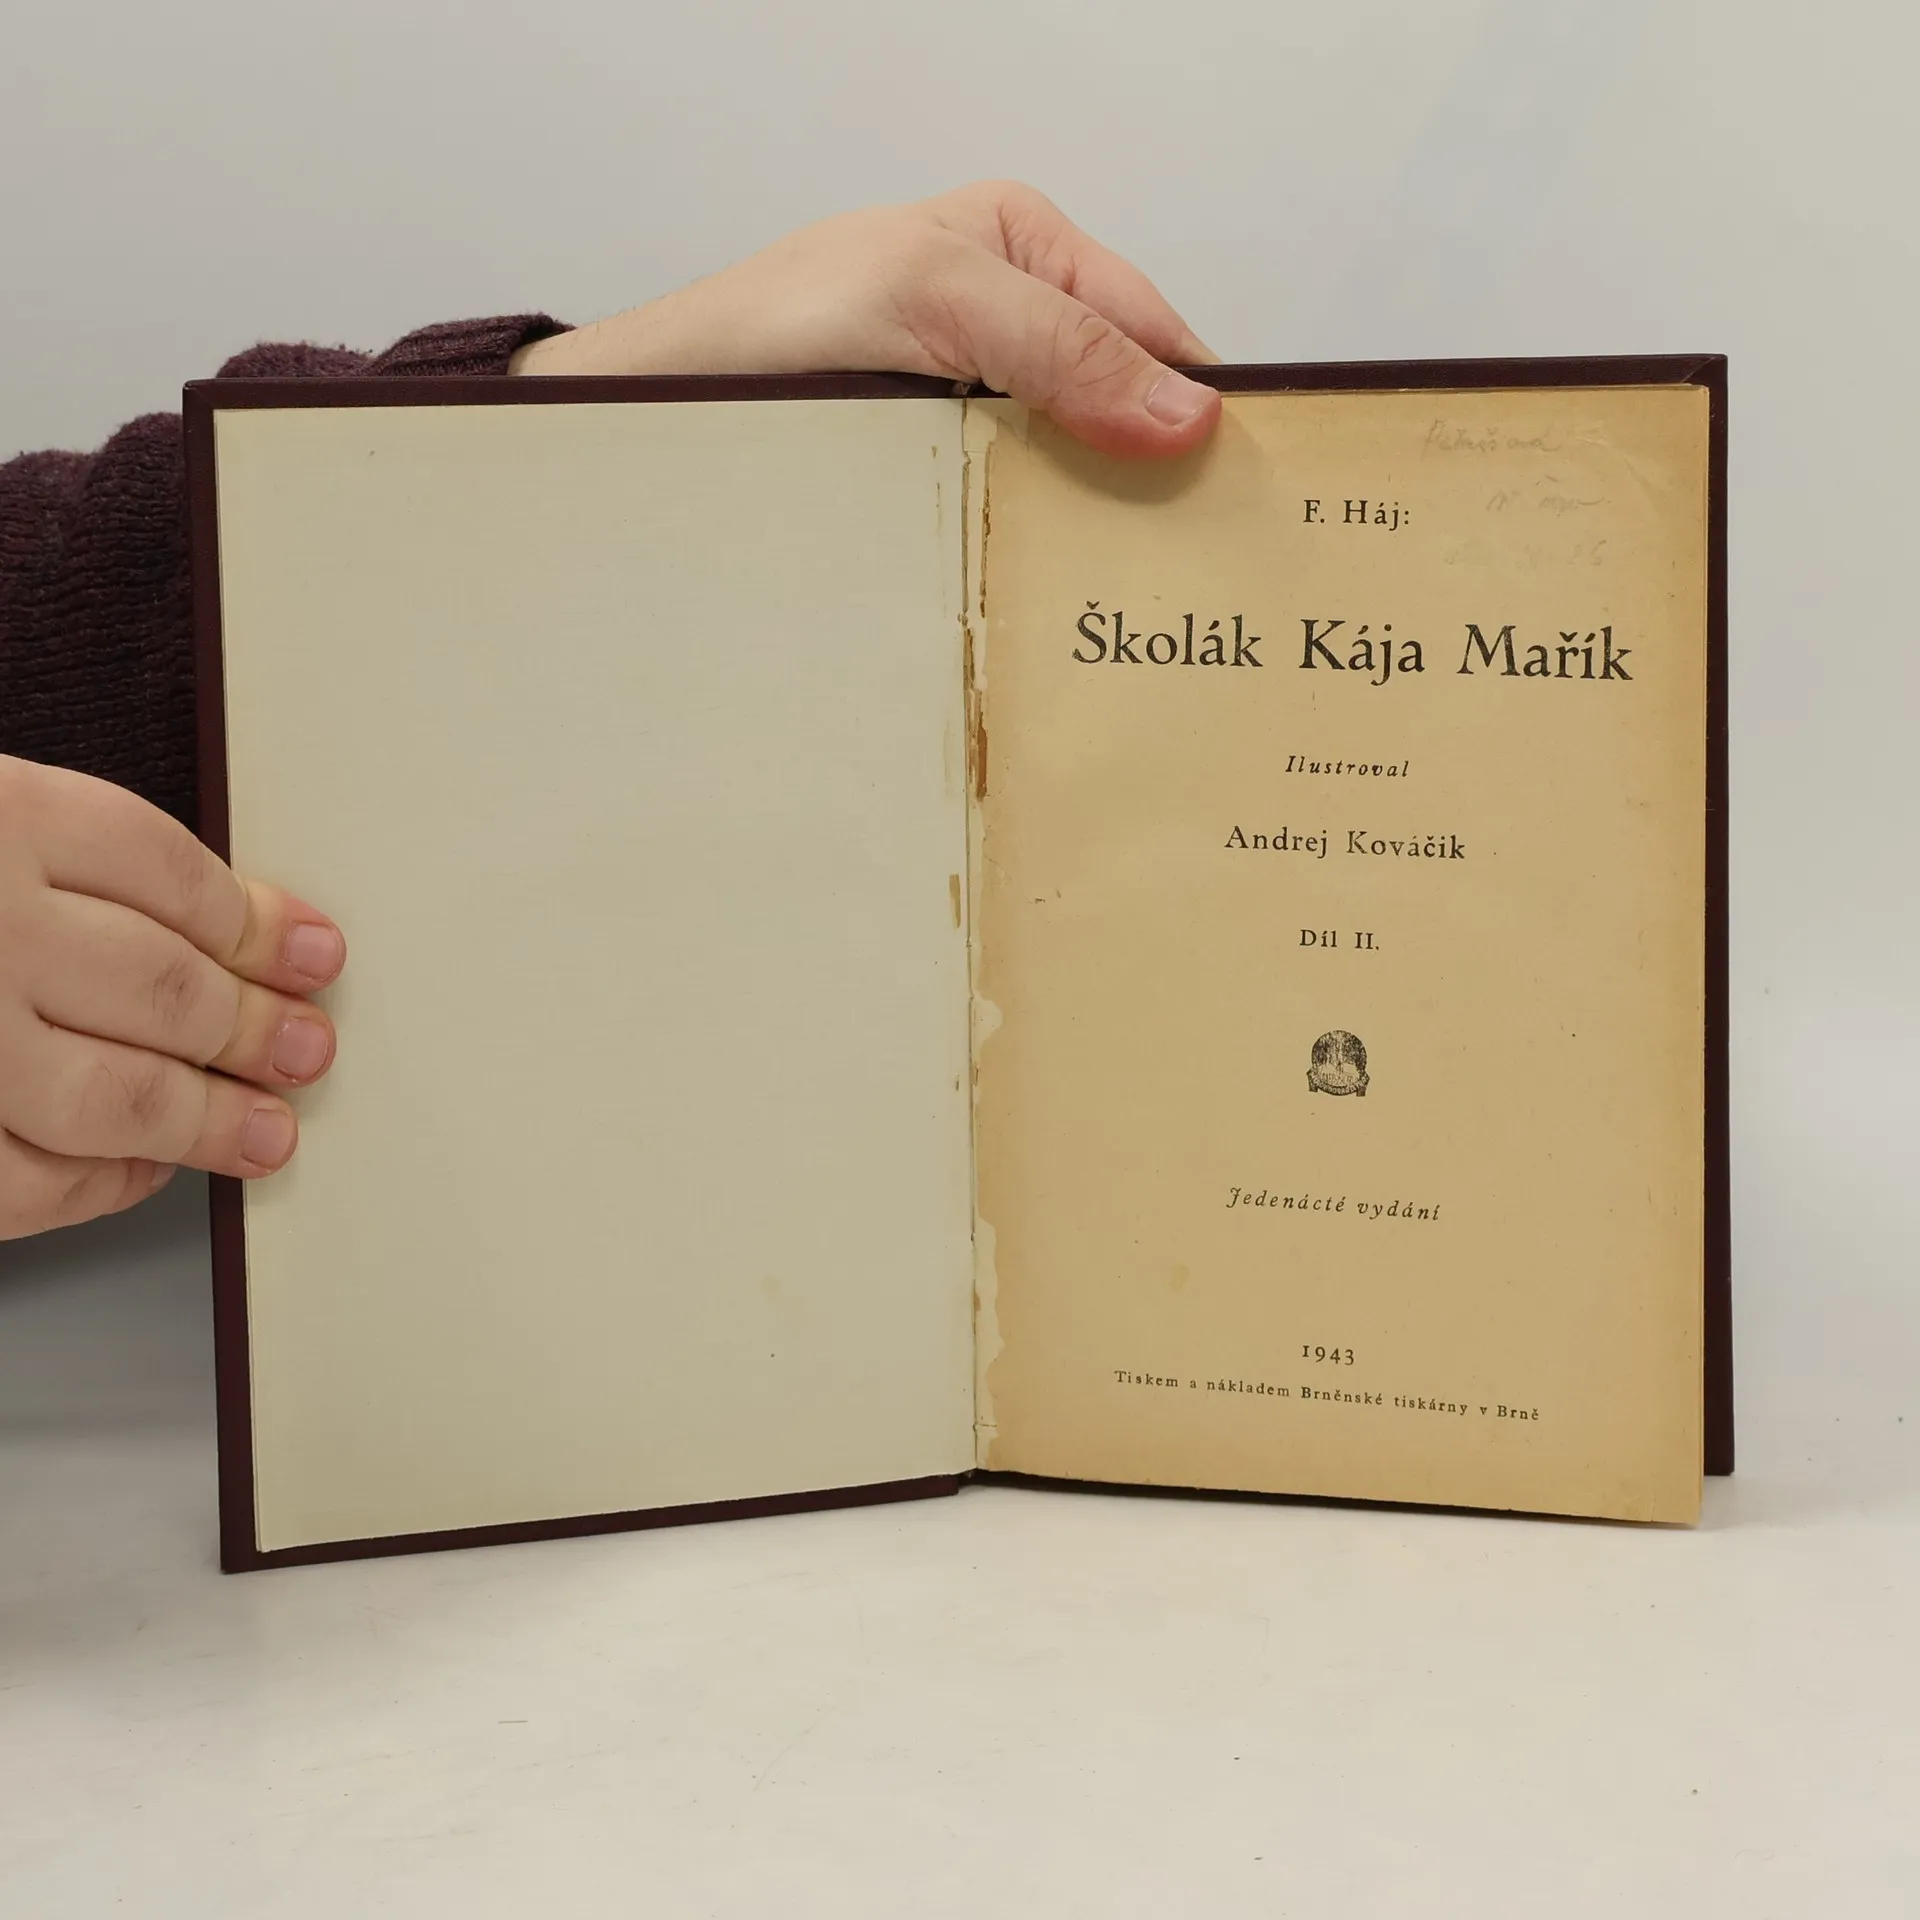 F. Háj:
Školák Kája Mařík
Ilustroval
Andrej Kováčik
Díl II.
Jedenácté vydání
1943
Tiskem a nákladem Brněnské tiskárny v Brně